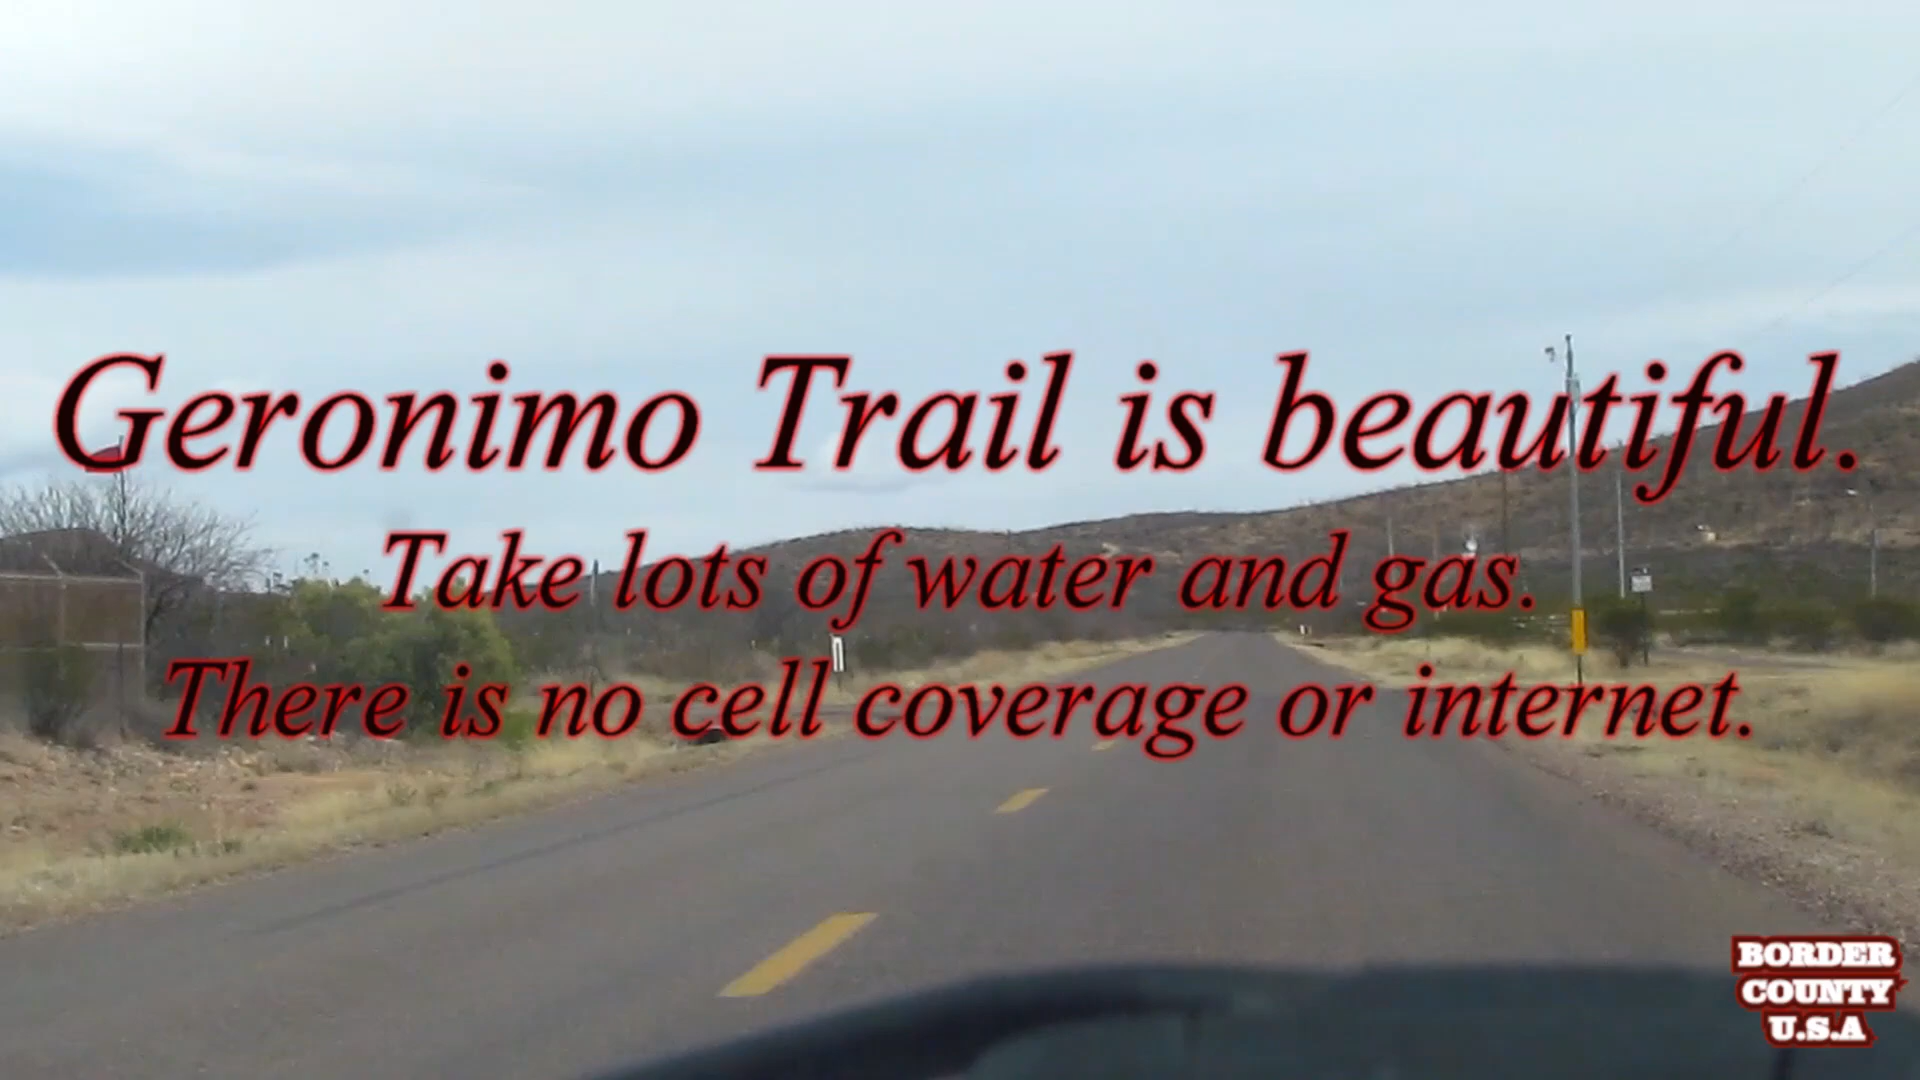 Geronimo Trail is beautiful.
Take lots of water and gas.
There is no cell coverage or internet.
BORDER
COUNTY
U.S.A